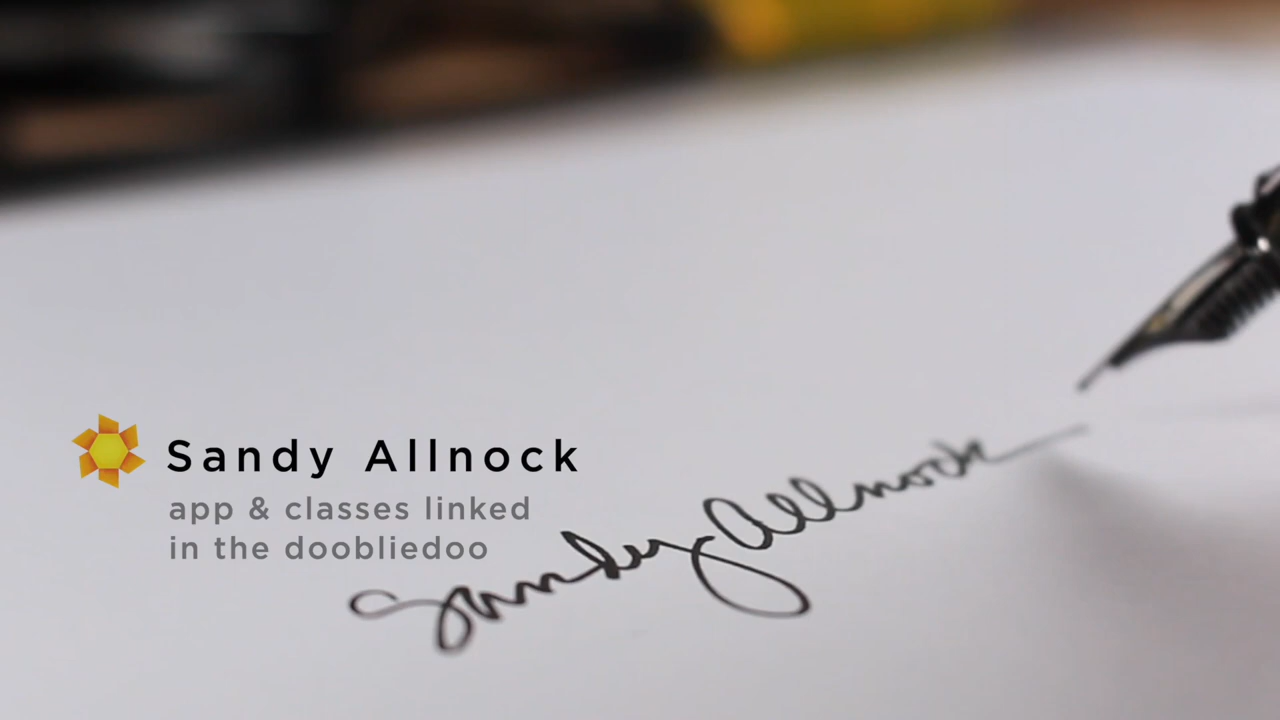 Sandy Allnock
app & classes linked
in the doobliedoo
Sandy Allnock